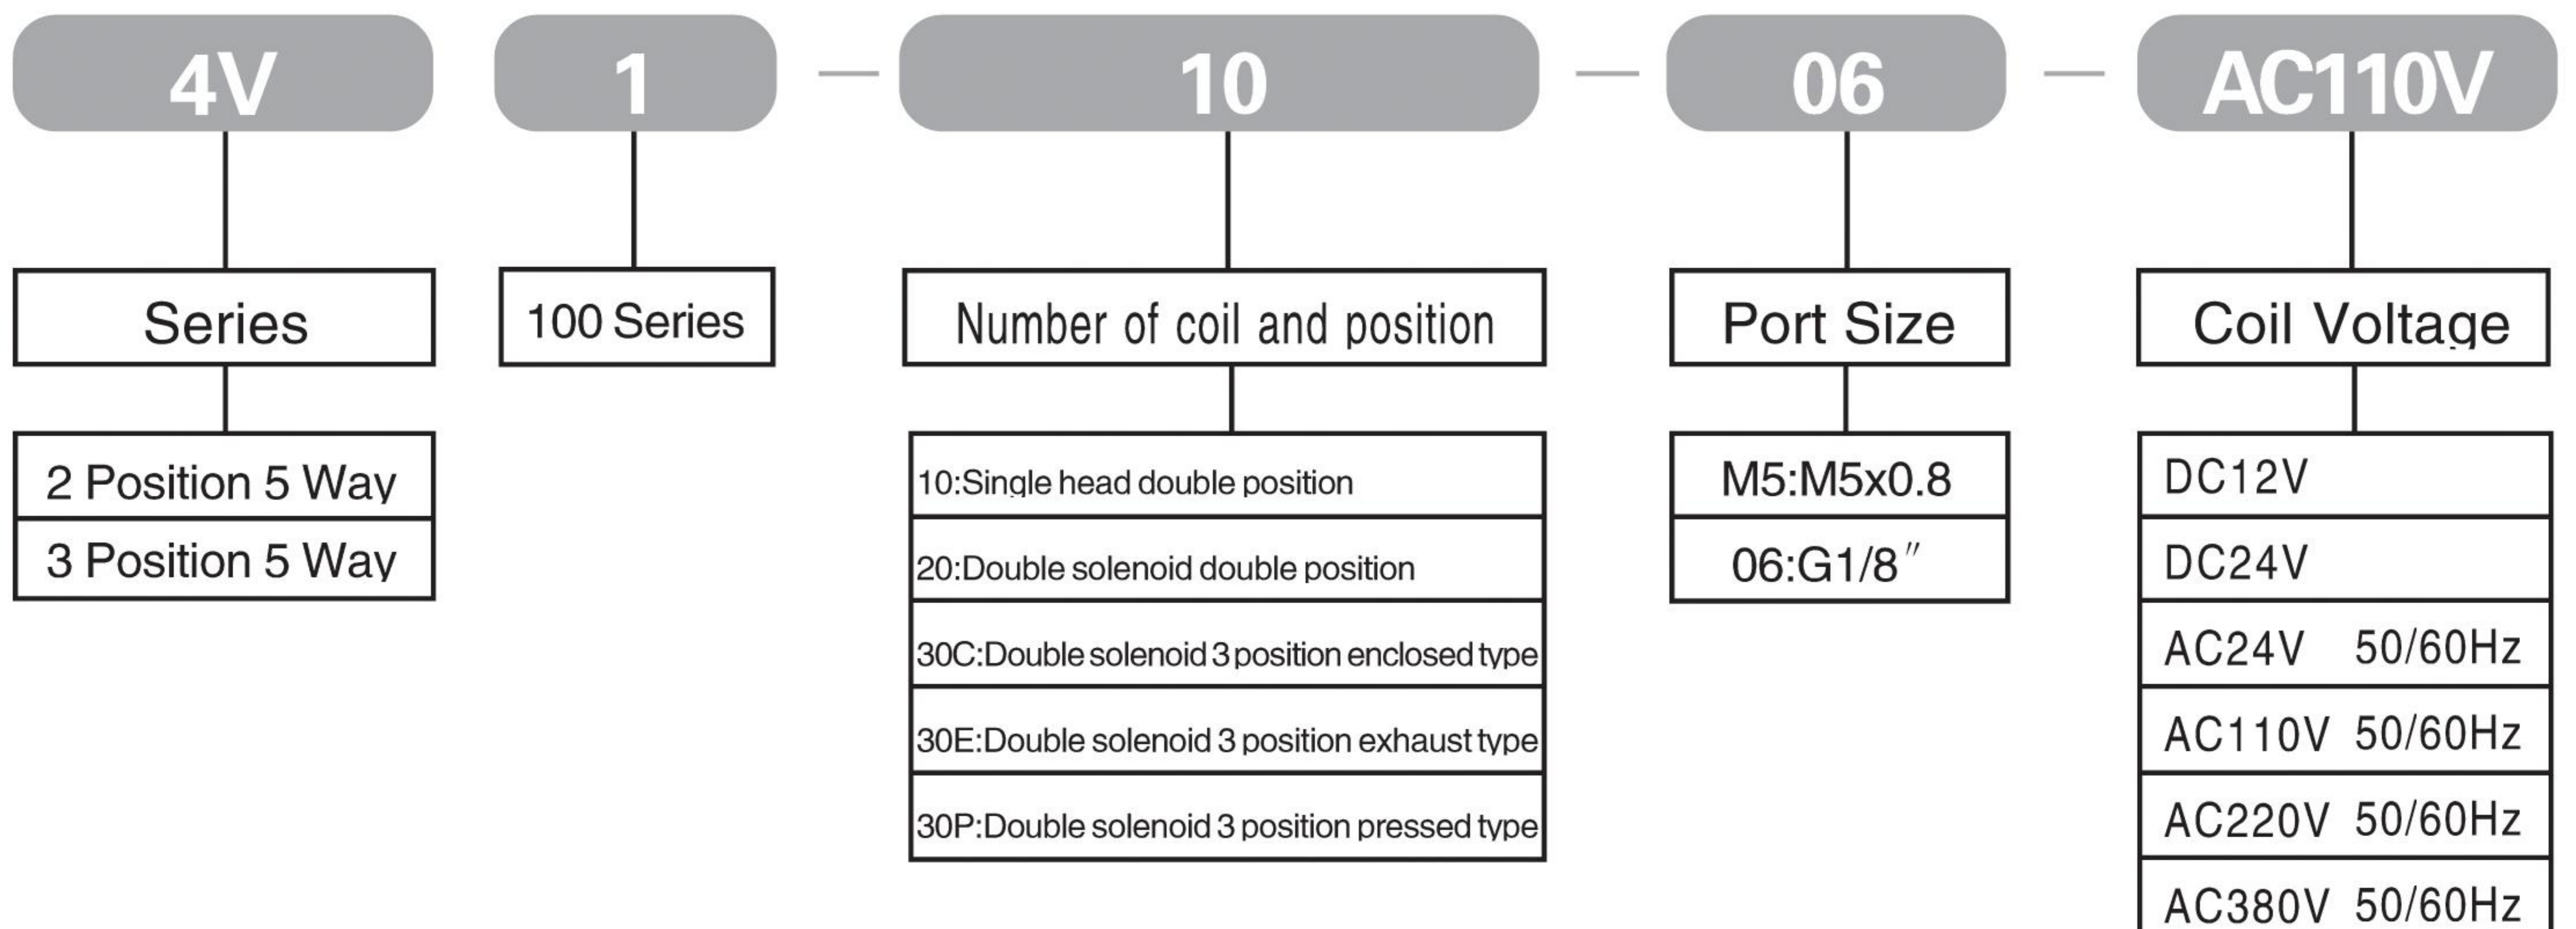 4V 1 — 10 — 06 — AC110V
Series
100 Series
Number of coil and position
Port Size
Coil Voltage
2 Position 5 Way
3 Position 5 Way
10:Single head double position
20:Double solenoid double position
30C:Double solenoid 3 position enclosed type
30E:Double solenoid 3 position exhaust type
30P:Double solenoid 3 position pressed type
M5:M5x0.8
06:G1/8″
DC12V
DC24V
AC24V 50/60Hz
AC110V 50/60Hz
AC220V 50/60Hz
AC380V 50/60Hz